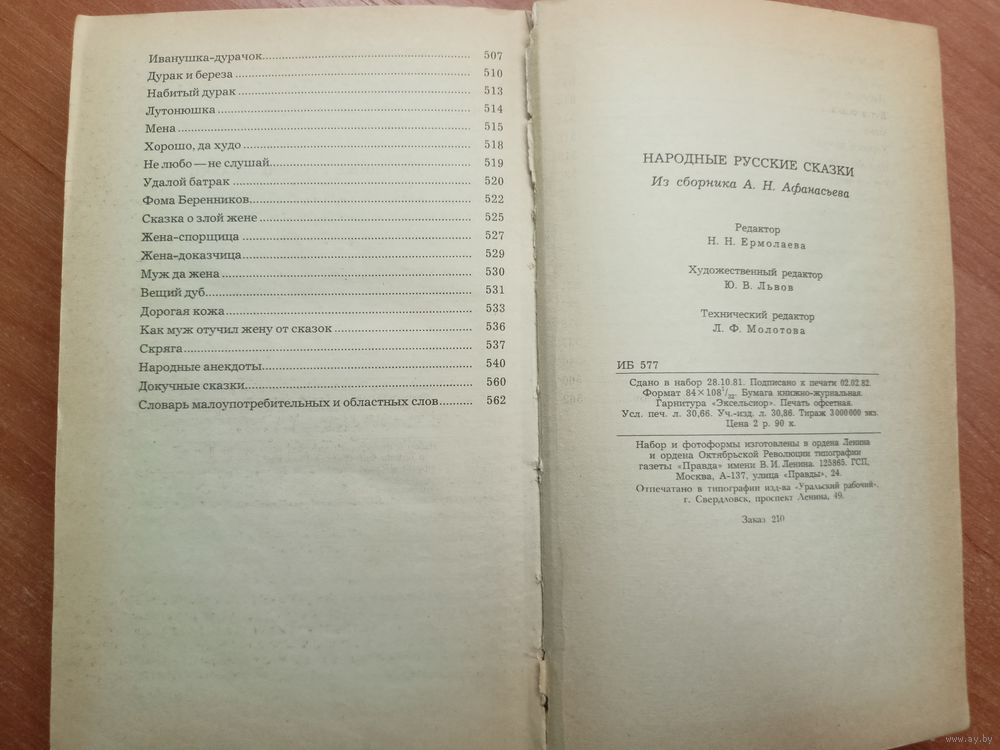 Иванушка-дурачок........ 507
Дурак и береза........ 510
Набитый дурак........ 513
Лутонюшка........ 514
Мена........ 515
Хорошо, да худо........ 518
Не любо — не слушай........ 519
Удалой батрак........ 520
Фома Беренников........ 522
Сказка о злой жене........ 525
Жена-спорщица........ 527
Жена-доказчица........ 529
Муж да жена........ 530
Вещий дуб........ 531
Дорогая кожа........ 533
Как муж отучил жену от сказок........ 536
Скряга........ 537
Народные анекдоты........ 540
Докучные сказки........ 560
Словарь малоупотребительных и областных слов........ 562
НАРОДНЫЕ РУССКИЕ СКАЗКИ
Из сборника А. Н. Афанасьева
Редактор
Н. Н. Ермолаева
Художественный редактор
Ю. В. Львов
Технический редактор
Л. Ф. Молотова
ИБ 577
Сдано в набор 28.10.81. Подписано к печати 02.02.82.
Формат 84×108¹/₃₂. Бумага книжно-журнальная.
Гарнитура «Эксельсиор». Печать офсетная.
Усл. печ. л. 30,66. Уч.-изд. л. 30,86. Тираж 3 000 000 экз.
Цена 2 р. 90 к.
Набор и фотоформы изготовлены в ордена Ленина
и ордена Октябрьской Революции типографии
газеты «Правда» имени В. И. Ленина. 125865. ГСП,
Москва, А-137, улица «Правды», 24.
Отпечатано в типографии изд-ва «Уральский рабочий»,
г. Свердловск, проспект Ленина, 49.
Заказ 210
www.ay.by